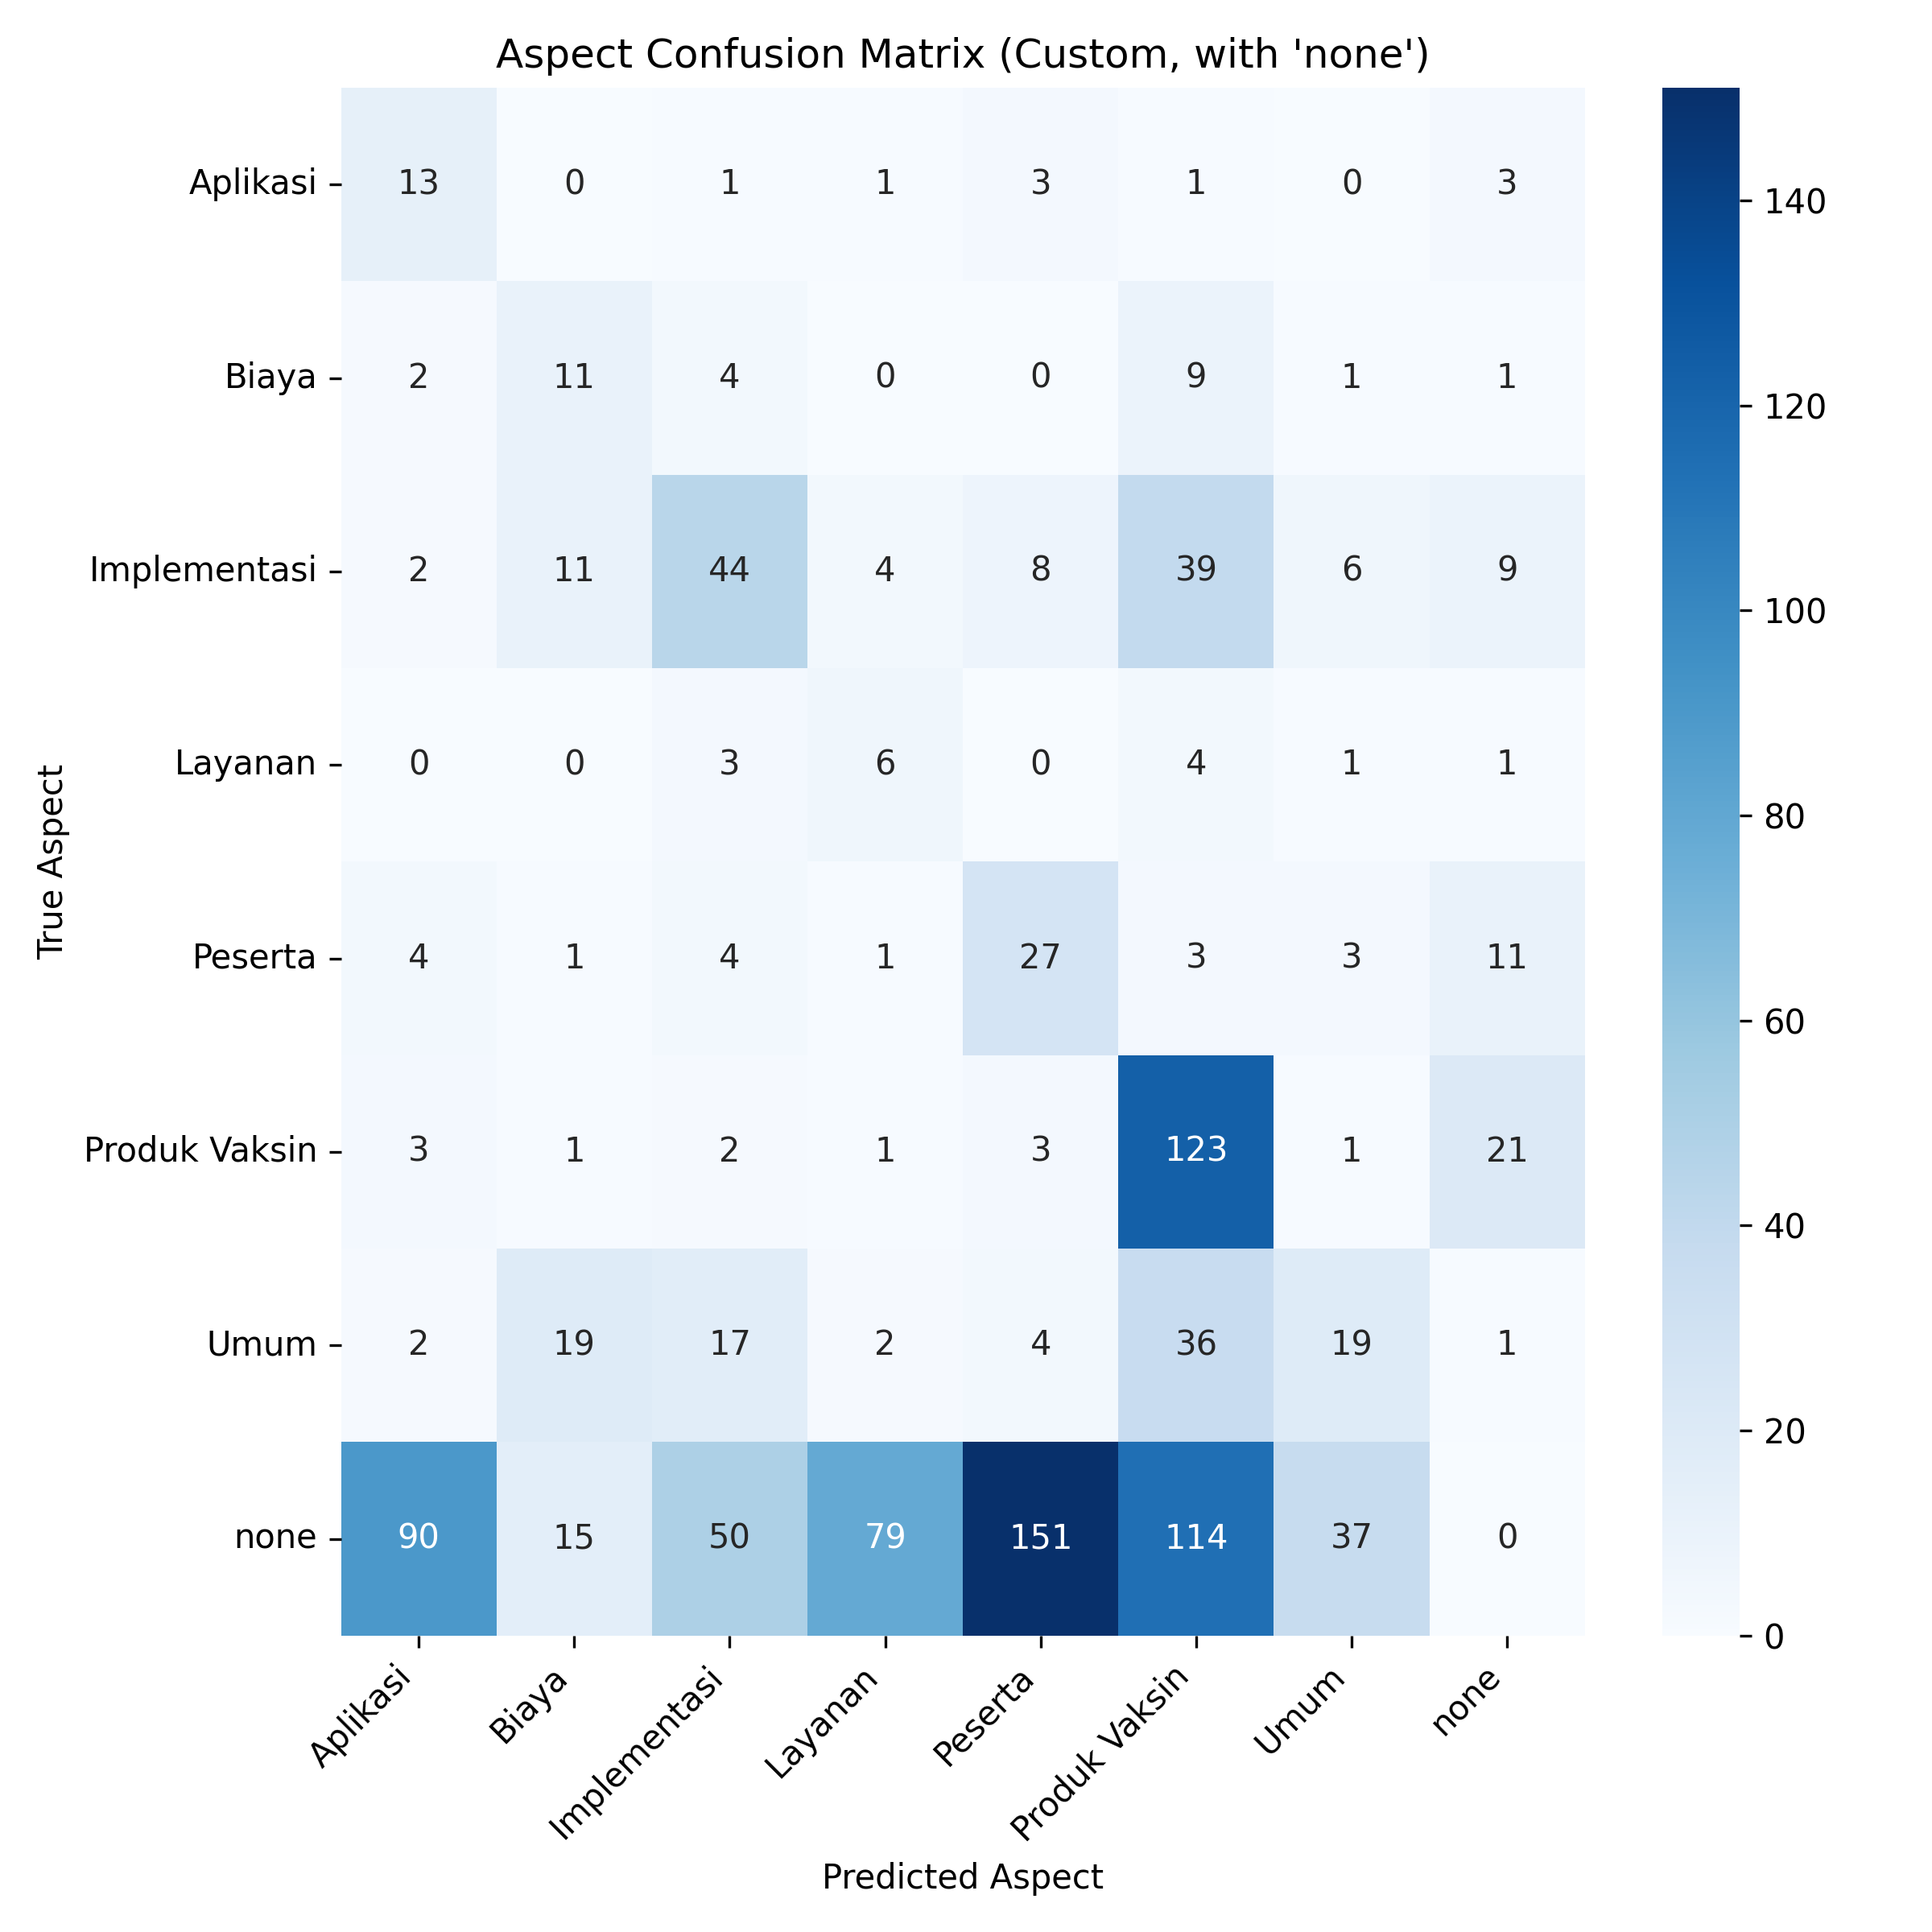 Aspect Confusion Matrix (Custom, with 'none')
True Aspect
Aplikasi 13 0 1 1 3 1 0 3
Biaya 2 11 4 0 0 9 1 1
Implementasi 2 11 44 4 8 39 6 9
Layanan 0 0 3 6 0 4 1 1
Peserta 4 1 4 1 27 3 3 11
Produk Vaksin 3 1 2 1 3 123 1 21
Umum 2 19 17 2 4 36 19 1
none 90 15 50 79 151 114 37 0
Aplikasi Biaya Implementasi Layanan Peserta Produk Vaksin Umum none
Predicted Aspect
140
120
100
80
60
40
20
0